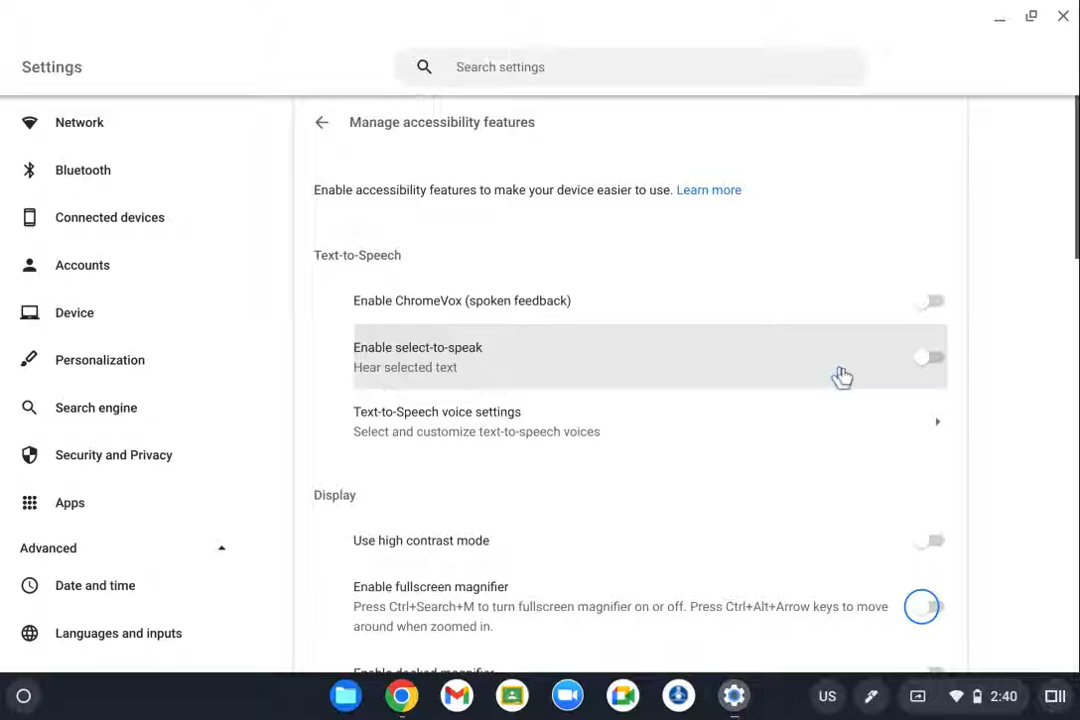 Settings
Search settings
Network
Bluetooth
Connected devices
Accounts
Device
Personalization
Search engine
Security and Privacy
Apps
Advanced
Date and time
Languages and inputs
Manage accessibility features
Enable accessibility features to make your device easier to use. Learn more
Text-to-Speech
Enable ChromeVox (spoken feedback)
Enable select-to-speak
Hear selected text
Text-to-Speech voice settings
Select and customize text-to-speech voices
Display
Use high contrast mode
Enable fullscreen magnifier
Press Ctrl+Search+M to turn fullscreen magnifier on or off. Press Ctrl+Alt+Arrow keys to move
around when zoomed in.
Enable docked magnifier
US
2:40